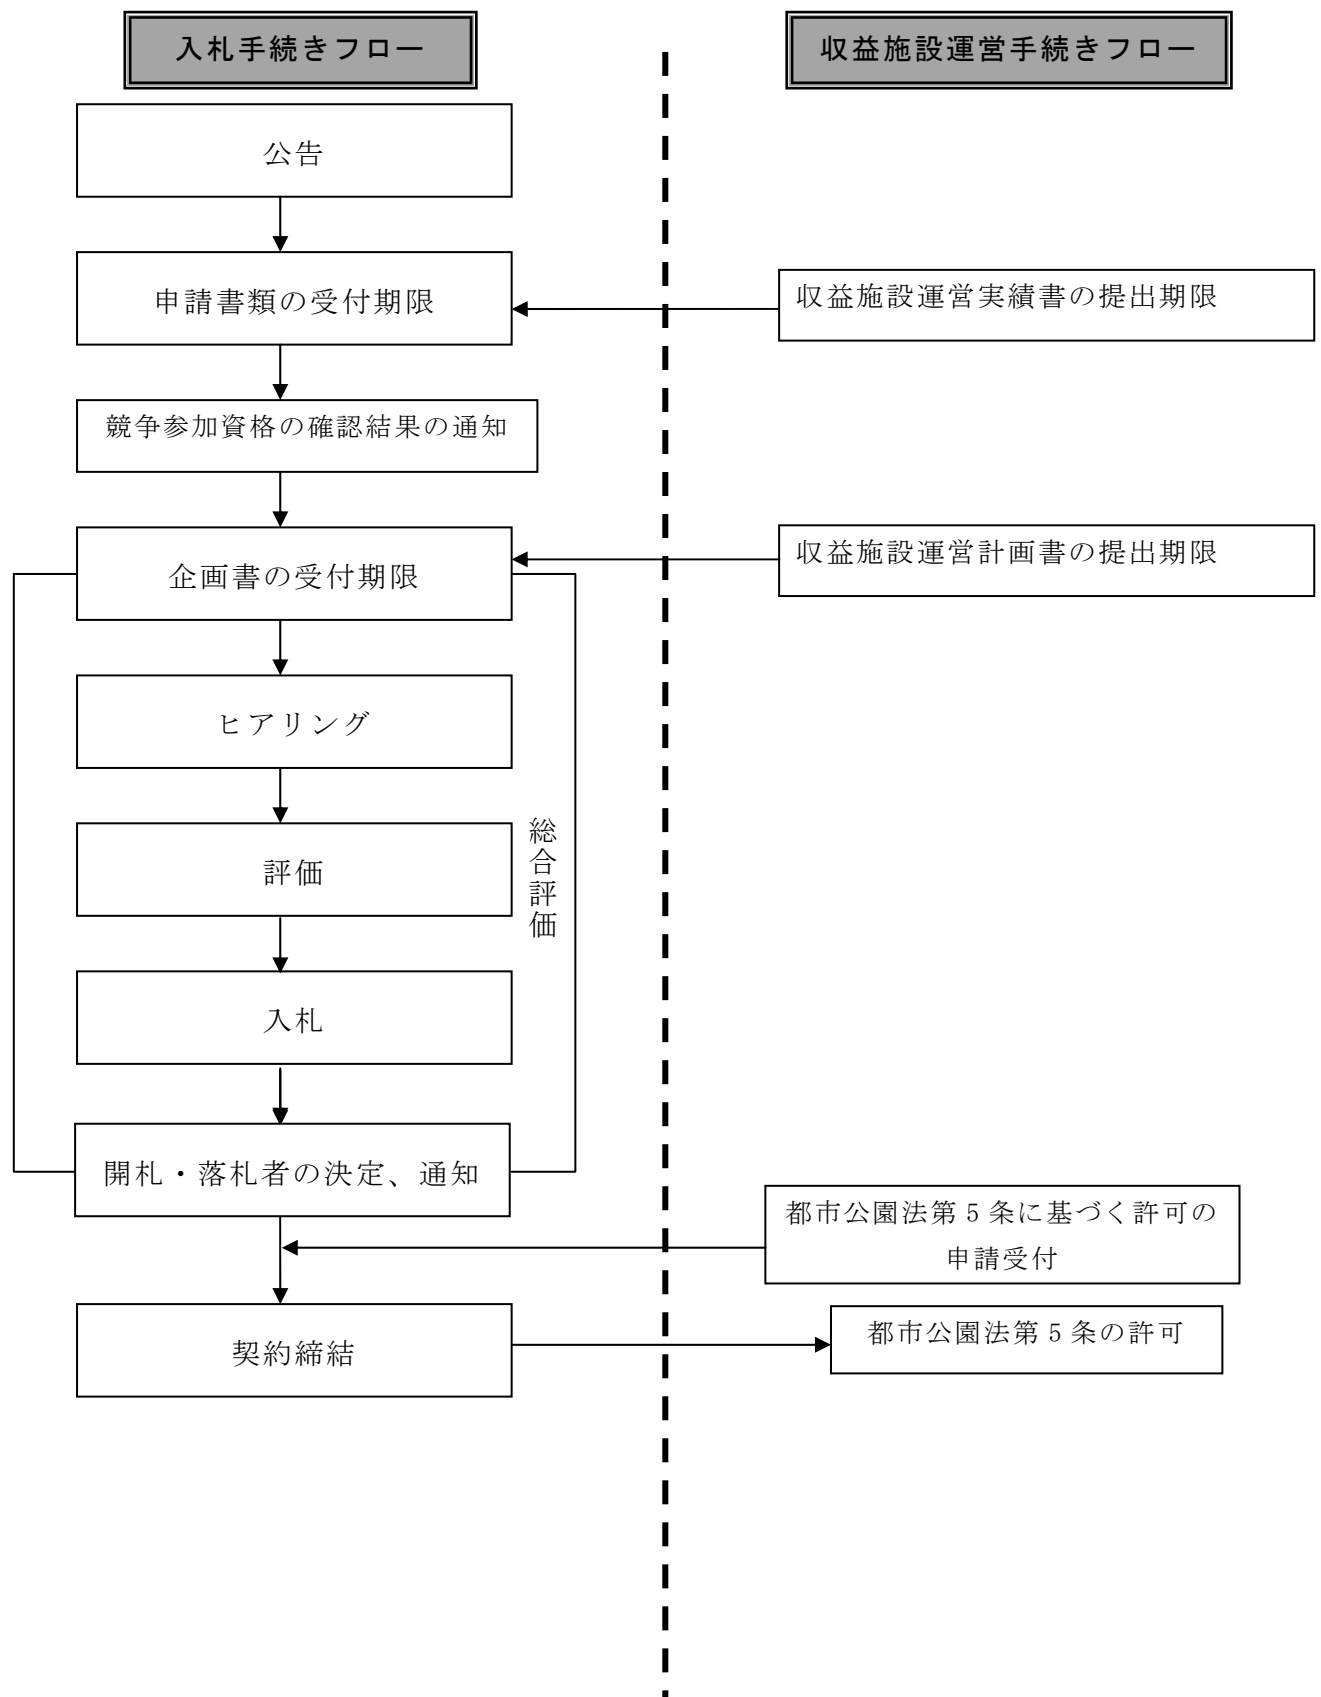 入札手続きフロー
収益施設運営手続きフロー
公告
申請書類の受付期限
収益施設運営実績書の提出期限
競争参加資格の確認結果の通知
企画書の受付期限
収益施設運営計画書の提出期限
ヒアリング
評価
総合評価
入札
開札・落札者の決定、通知
都市公園法第5条に基づく許可の
申請受付
契約締結
都市公園法第5条の許可